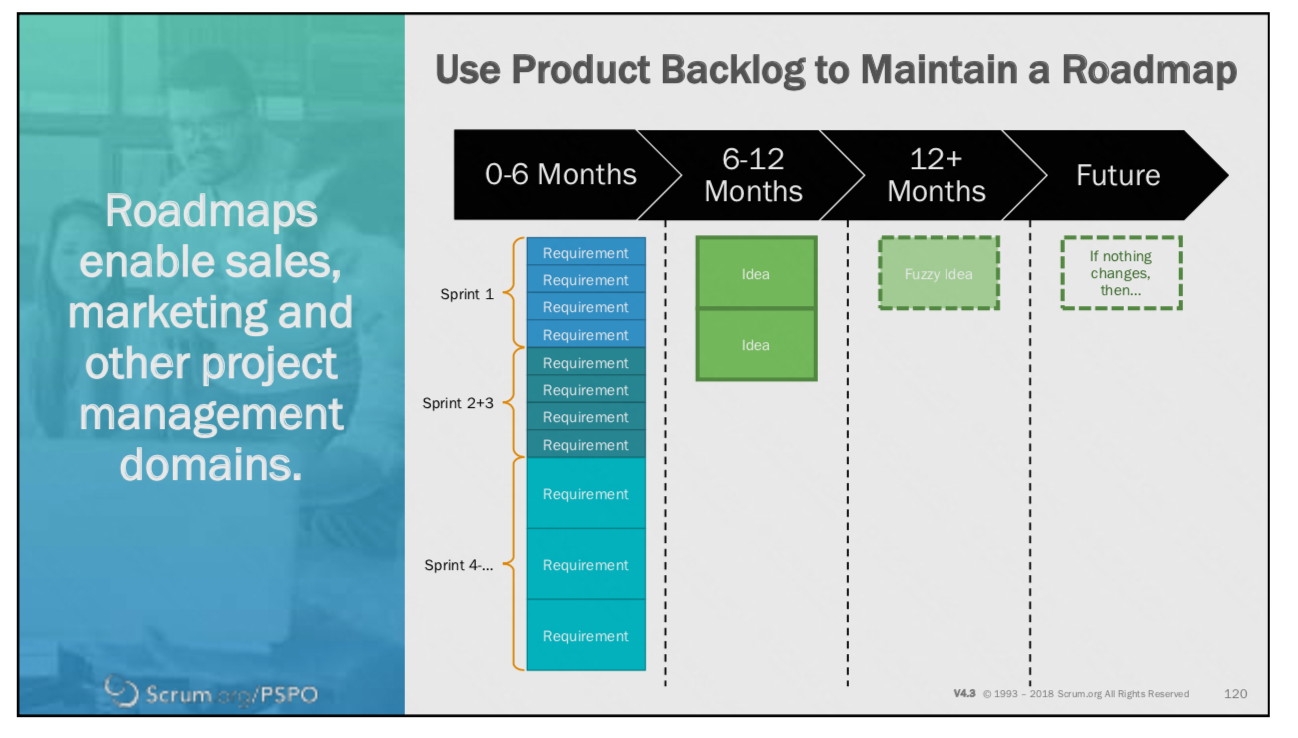 Use Product Backlog to Maintain a Roadmap
Roadmaps
enable sales,
marketing and
other project
management
domains.
0-6 Months
6-12
Months
12+
Months
Future
Sprint 1
Requirement
Requirement
Requirement
Requirement
Sprint 2+3
Requirement
Requirement
Requirement
Requirement
Sprint 4-...
Requirement
Requirement
Requirement
Idea
Idea
Fuzzy Idea
If nothing
changes,
then...
Scrum.org/PSPO
V4.3 © 1993 – 2018 Scrum.org All Rights Reserved
120